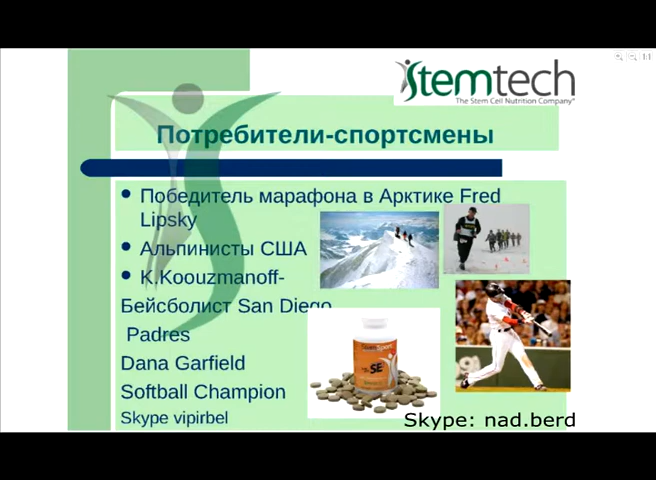 Stemtech
The Stem Cell Nutrition Company®
Потребители-спортсмены
Победитель марафона в Арктике Fred
Lipsky
Альпинисты США
K.Koouzmanoff-
Бейсболист San Diego
Padres
Dana Garfield
Softball Champion
Skype vipirbel
SE
Skype: nad.berd